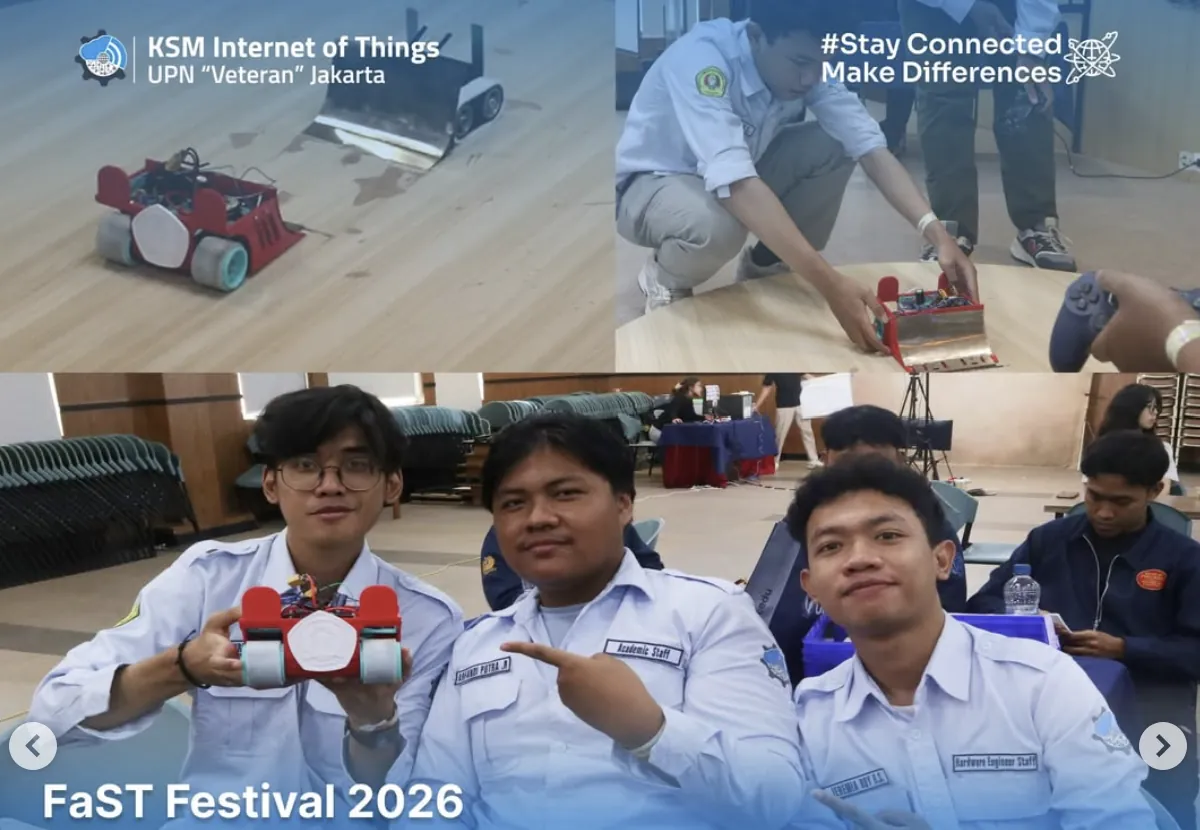 KSM Internet of Things
UPN “Veteran” Jakarta
#Stay Connected
Make Differences
Academic Staff
Hardware Engineer Staff
FaST Festival 2026